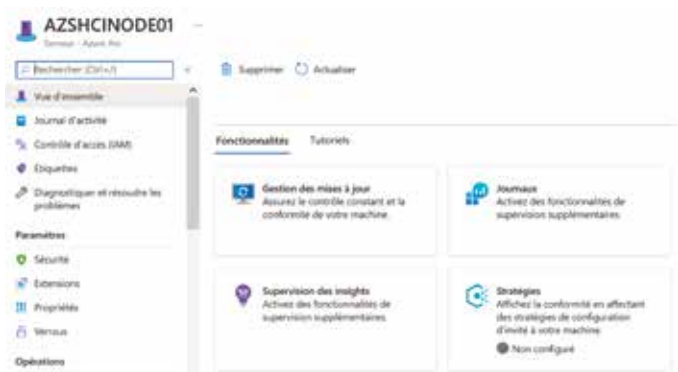 AZSHCINODE01
Serveur - Azure Arc
Rechercher (Ctrl+/)
Supprimer
Actualiser
Vue d'ensemble
Journal d'activité
Contrôle d'accès (IAM)
Étiquettes
Diagnostiquer et résoudre les
problèmes
Paramètres
Sécurité
Extensions
Propriétés
Verrous
Opérations
Fonctionnalités
Tutoriels
Gestion des mises à jour
Assurez le contrôle constant et la
conformité de votre machine.
Journaux
Activez des fonctionnalités de
supervision supplémentaires.
Supervision des insights
Activez des fonctionnalités de
supervision supplémentaires.
Stratégies
Affichez la conformité en affectant
des stratégies de configuration
d'invité à votre machine.
Non configuré